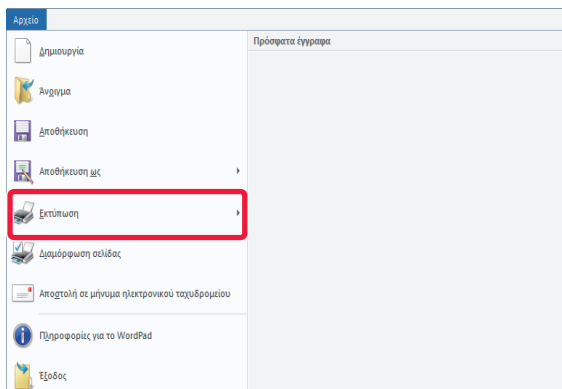 Αρχείο
Πρόσφατα έγγραφα
Δημιουργία
Άνοιγμα
Αποθήκευση
Αποθήκευση ως
Εκτύπωση
Διαμόρφωση σελίδας
Αποστολή σε μήνυμα ηλεκτρονικού ταχυδρομείου
Πληροφορίες για το WordPad
Έξοδος